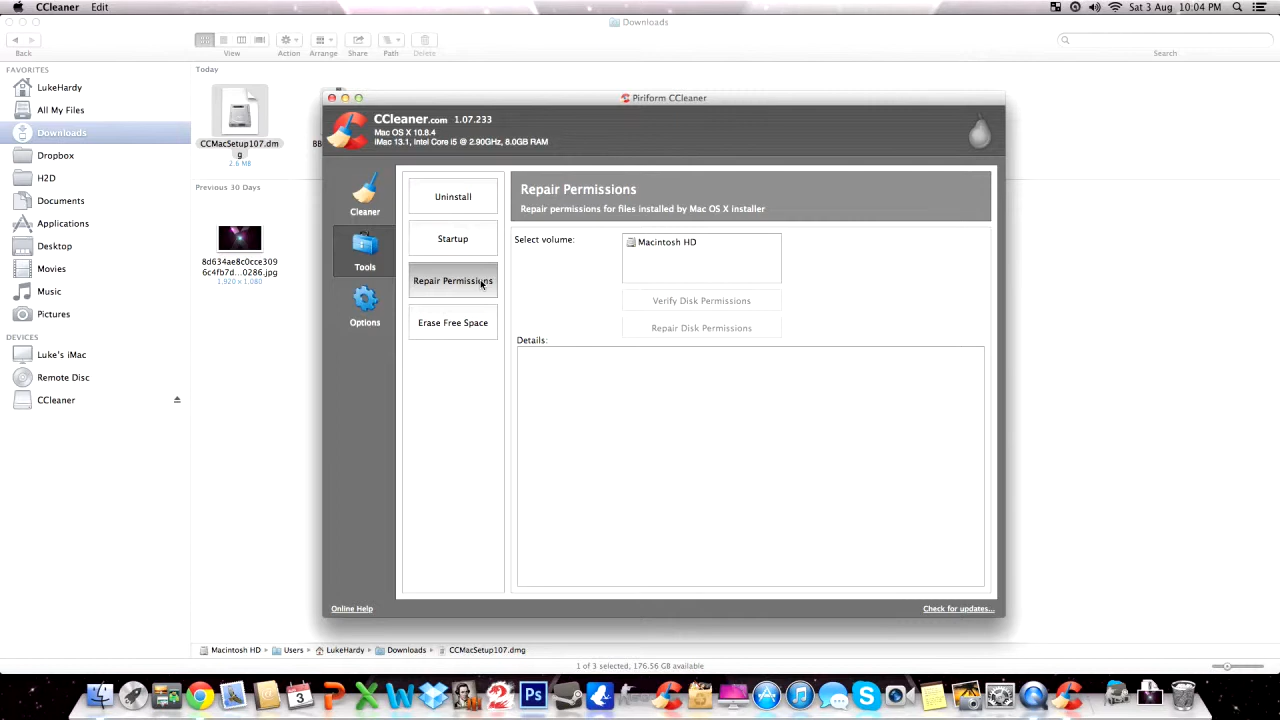 CCleaner Edit
Sat 3 Aug 10:04 PM
Downloads
Back
View
Action
Arrange
Share
Path
Delete
Search
FAVORITES
LukeHardy
All My Files
Downloads
Dropbox
H2D
Documents
Applications
Desktop
Movies
Music
Pictures
DEVICES
Luke's iMac
Remote Disc
CCleaner
Today
CCMacSetup107.dm
g
2.6 MB
BB
Previous 30 Days
8d634ae8c0cce309
6c4fb7d...0286.jpg
1,920 × 1,080
Piriform CCleaner
CCleaner.com 1.07.233
Mac OS X 10.8.4
iMac 13.1, Intel Core i5 @ 2.90GHz, 8.0GB RAM
Cleaner
Tools
Options
Uninstall
Startup
Repair Permissions
Erase Free Space
Repair Permissions
Repair permissions for files installed by Mac OS X installer
Select volume:
Macintosh HD
Verify Disk Permissions
Repair Disk Permissions
Details:
Online Help
Check for updates...
Macintosh HD ▸ Users ▸ LukeHardy ▸ Downloads ▸ CCMacSetup107.dmg
1 of 3 selected, 176.56 GB available
3
P
X
W
Ps
S